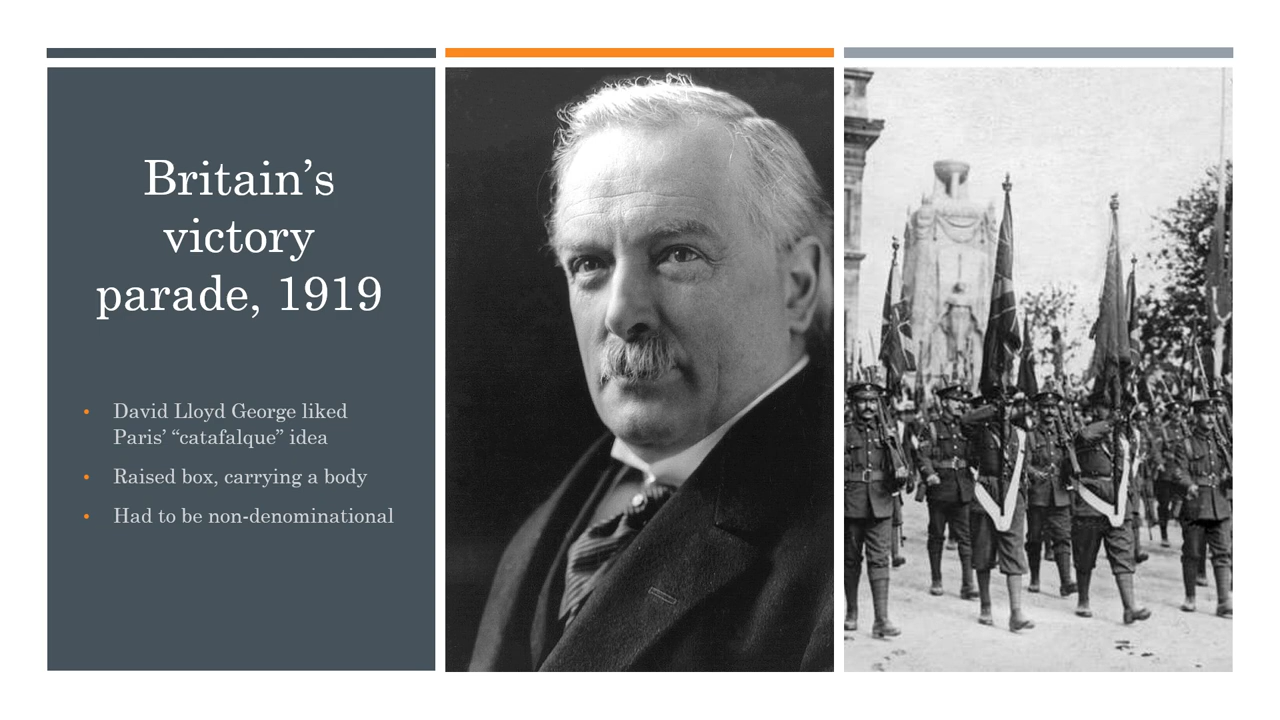 Britain’s
victory
parade, 1919
• David Lloyd George liked
Paris’ “catafalque” idea
• Raised box, carrying a body
• Had to be non-denominational